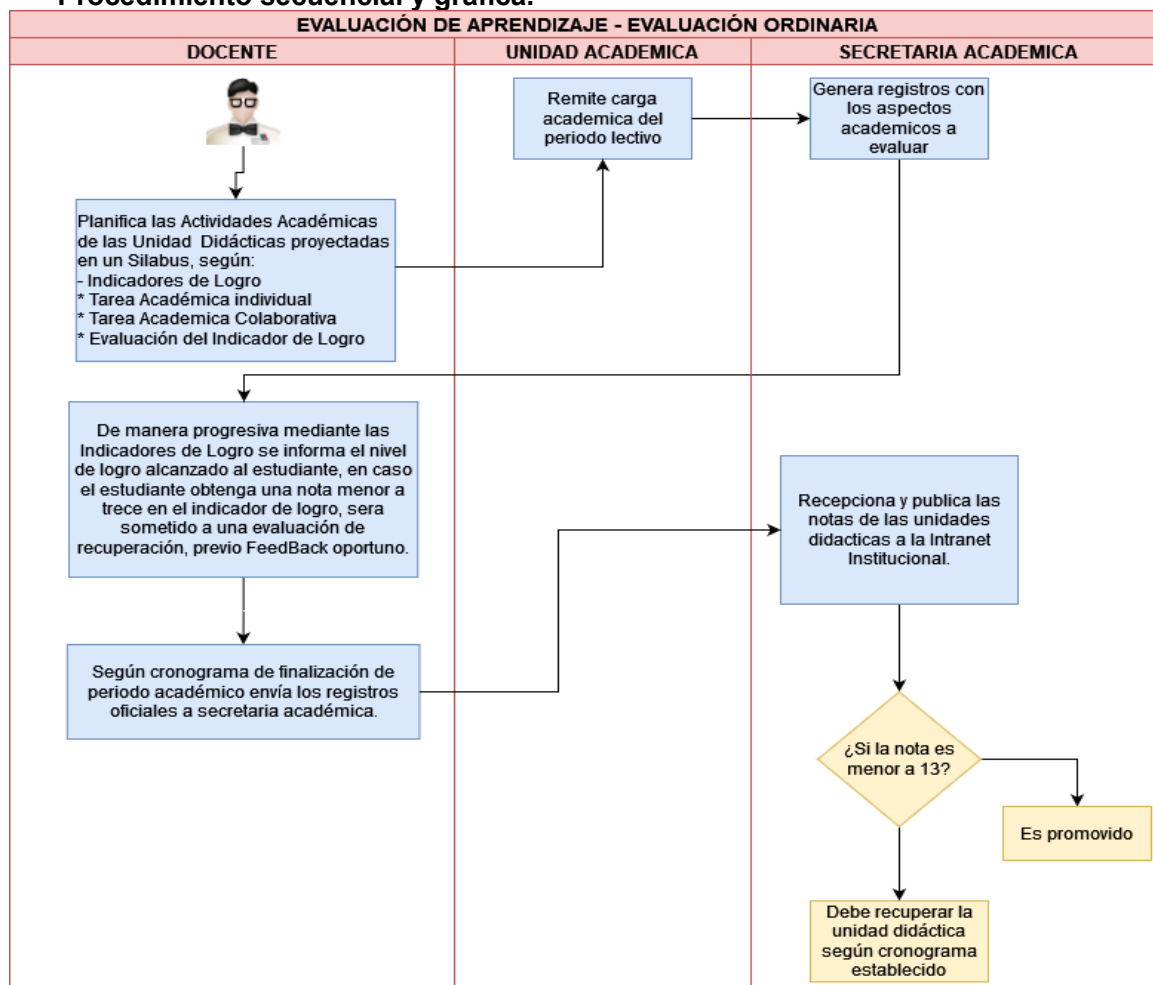 Procedimiento secuencial y gráfica.
EVALUACIÓN DE APRENDIZAJE - EVALUACIÓN ORDINARIA
DOCENTE
UNIDAD ACADEMICA
SECRETARIA ACADEMICA
Remite carga
academica del
periodo lectivo
Genera registros con
los aspectos
academicos a
evaluar
Planifica las Actividades Académicas
de las Unidad Didácticas proyectadas
en un Silabus, según:
- Indicadores de Logro
* Tarea Académica individual
* Tarea Academica Colaborativa
* Evaluación del Indicador de Logro
De manera progresiva mediante las
Indicadores de Logro se informa el nivel
de logro alcanzado al estudiante, en caso
el estudiante obtenga una nota menor a
trece en el indicador de logro, sera
sometido a una evaluación de
recuperación, previo FeedBack oportuno.
Recepciona y publica las
notas de las unidades
didacticas a la Intranet
Institucional.
Según cronograma de finalización de
periodo académico envía los registros
oficiales a secretaria académica.
¿Si la nota es
menor a 13?
Es promovido
Debe recuperar la
unidad didáctica
según cronograma
establecido